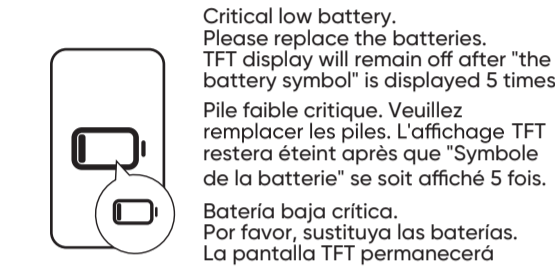 Critical low battery.
Please replace the batteries.
TFT display will remain off after "the
battery symbol" is displayed 5 times
Pile faible critique. Veuillez
remplacer les piles. L'affichage TFT
restera éteint après que "Symbole
de la batterie" se soit affiché 5 fois.
Batería baja crítica.
Por favor, sustituya las baterías.
La pantalla TFT permanecerá